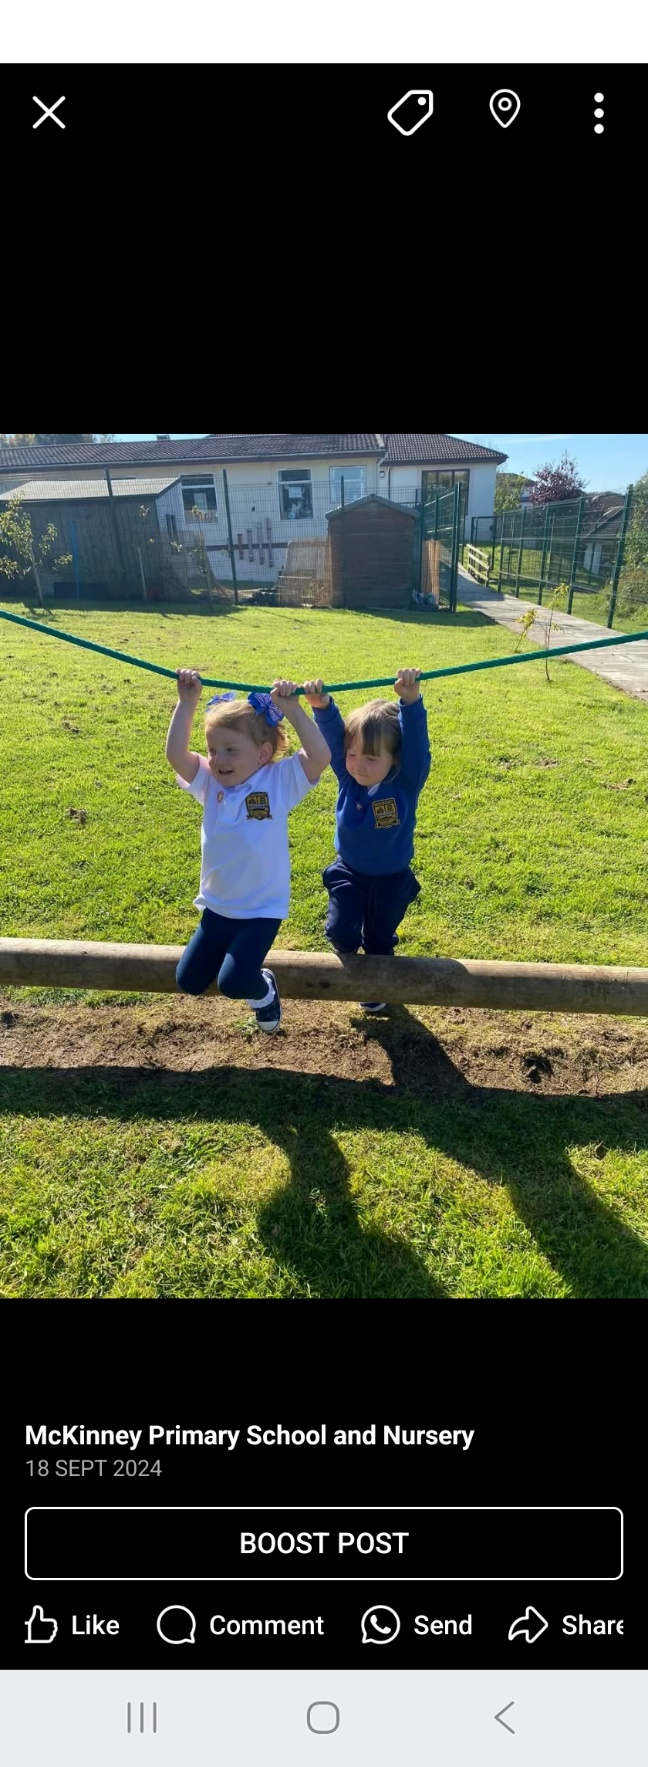 McKinney Primary School and Nursery
18 SEPT 2024
BOOST POST
Like
Comment
Send
Share